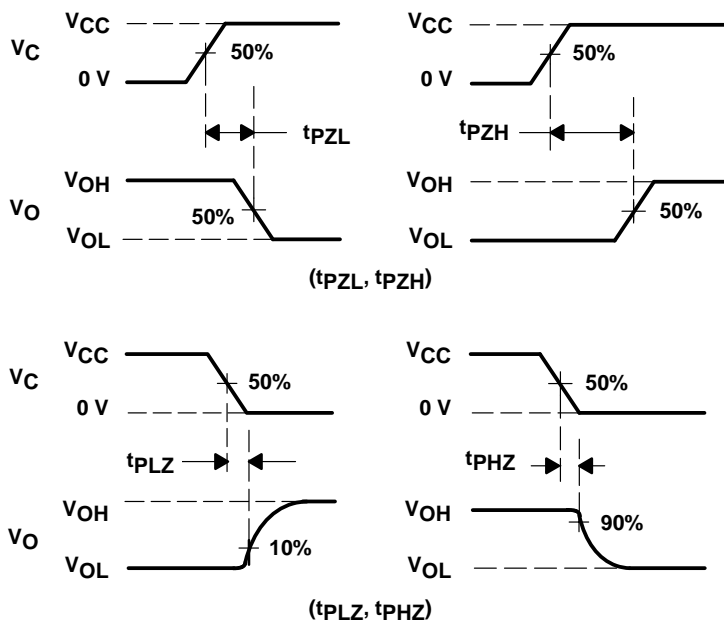 VCC VCC
VC 50% 50%
0 V 0 V
tPZL tPZH
VOH VOH
VO 50% 50%
VOL VOL
(tPZL, tPZH)
VCC VCC
VC 50% 50%
0 V 0 V
tPLZ tPHZ
VOH VOH 90%
VO 10%
VOL VOL
(tPLZ, tPHZ)